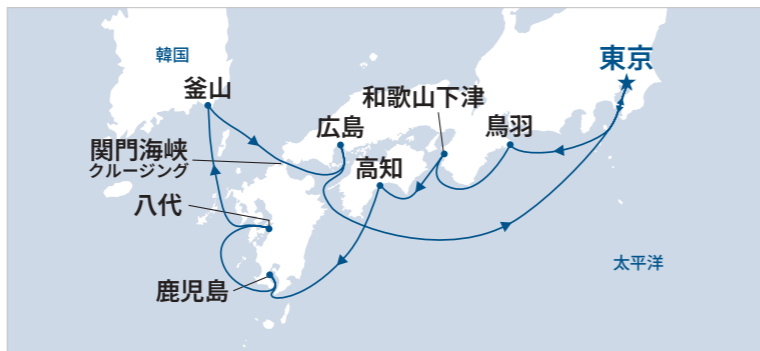 韓国
東京
釜山
和歌山下津
広島
鳥羽
関門海峡
クルージング
高知
八代
太平洋
鹿児島